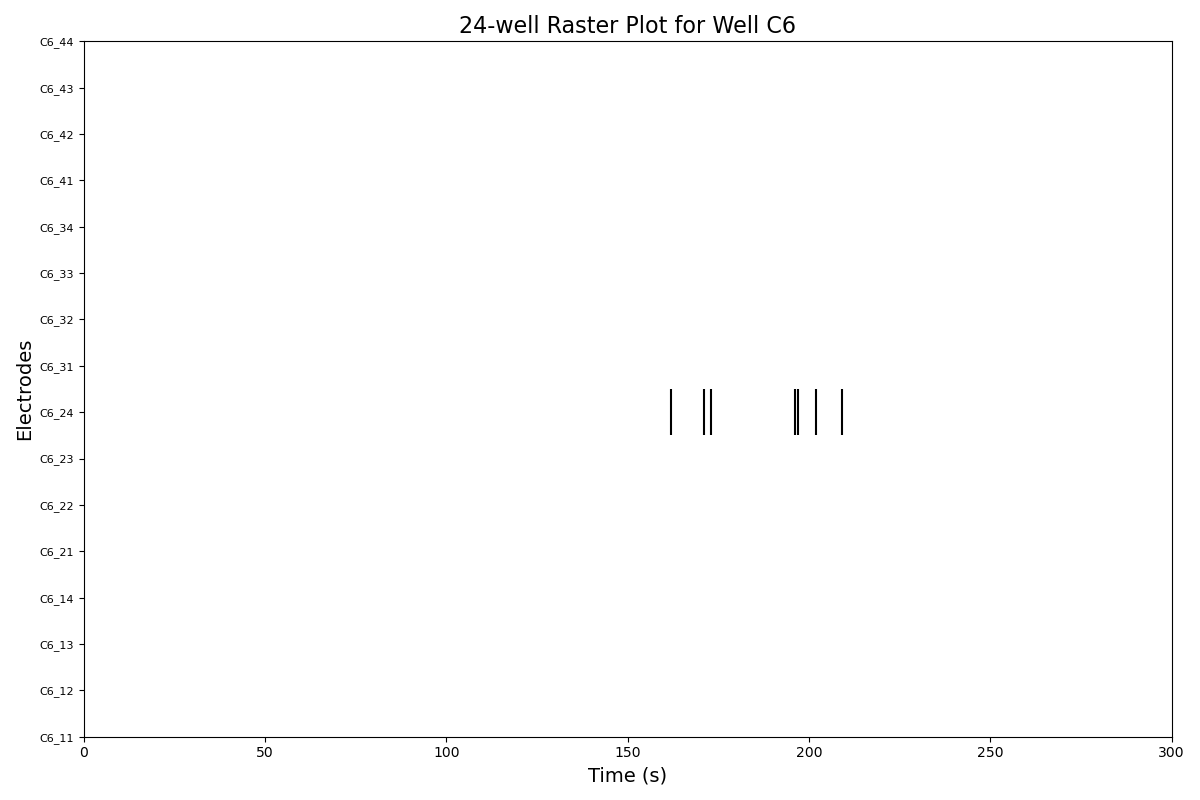 24-well Raster Plot for Well C6
C6_44
C6_43
C6_42
C6_41
C6_34
C6_33
C6_32
C6_31
C6_24
C6_23
C6_22
C6_21
C6_14
C6_13
C6_12
C6_11
Electrodes
0 50 100 150 200 250 300
Time (s)